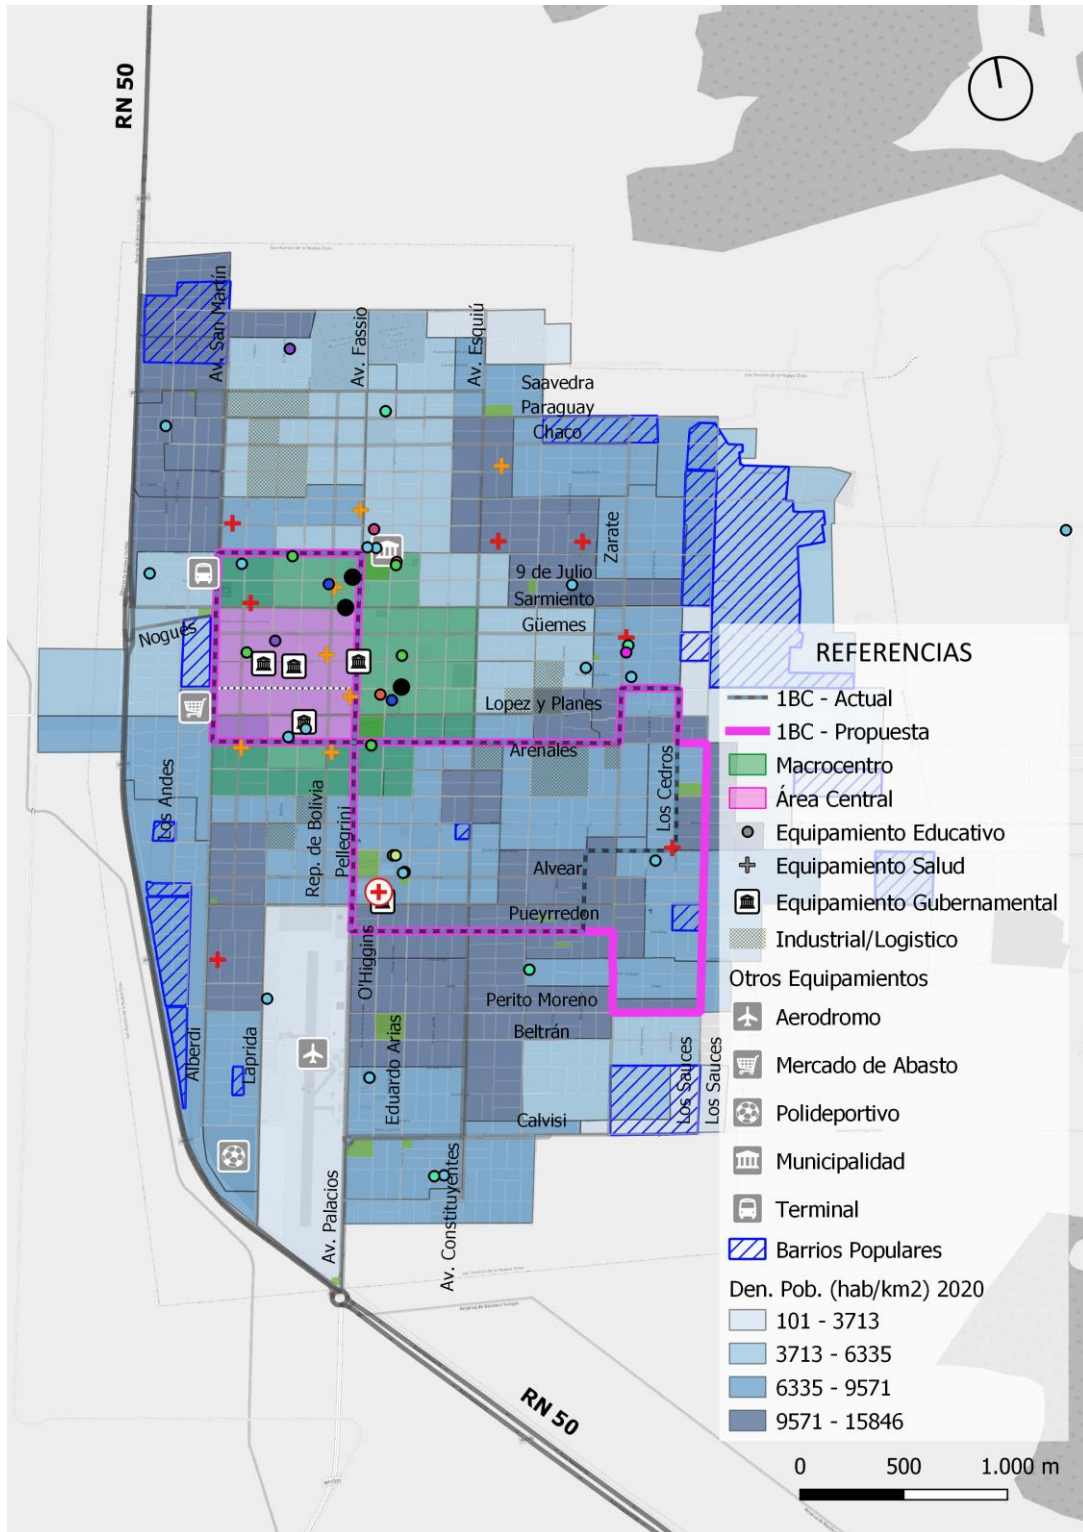 RN 50
Av. San Martín
Av. Fassio
Av. Esquiú
Saavedra
Paraguay
Chaco
Zarate
9 de Julio
Sarmiento
Güemes
Nogués
Lopez y Planes
Arenales
Los Andes
Rep. de Bolivia
Pellegrini
Los Cedros
Alvear
Pueyrredon
O'Higgins
Perito Moreno
Beltrán
Alberdi
Laprida
Eduardo Arias
Los Sauces
Los Sauces
Calvisi
Av. Palacios
Av. Constituyentes
RN 50
REFERENCIAS
1BC - Actual
1BC - Propuesta
Macrocentro
Área Central
Equipamiento Educativo
Equipamiento Salud
Equipamiento Gubernamental
Industrial/Logistico
Otros Equipamientos
Aerodromo
Mercado de Abasto
Polideportivo
Municipalidad
Terminal
Barrios Populares
Den. Pob. (hab/km2) 2020
101 - 3713
3713 - 6335
6335 - 9571
9571 - 15846
0 500 1.000 m